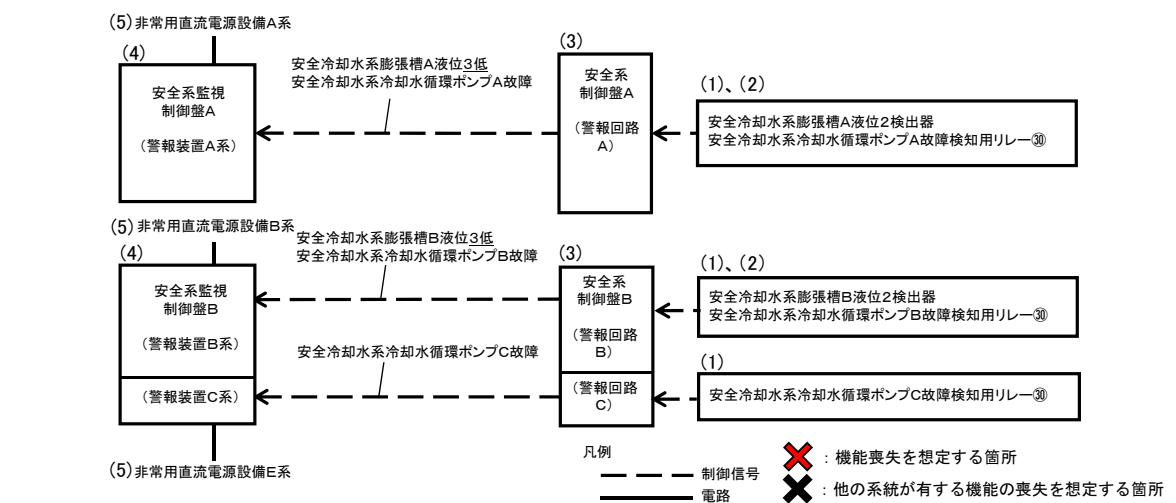 (5)非常用直流電源設備A系
(4)
安全系監視
制御盤A
(警報装置A系)
安全冷却水系膨張槽A液位3低
安全冷却水系冷却水循環ポンプA故障
(3)
安全系
制御盤A
(警報回路
A)
(1)、(2)
安全冷却水系膨張槽A液位2検出器
安全冷却水系冷却水循環ポンプA故障検知用リレー㉚
(5)非常用直流電源設備B系
(4)
安全系監視
制御盤B
(警報装置B系)
(警報装置C系)
(5)非常用直流電源設備E系
安全冷却水系膨張槽B液位3低
安全冷却水系冷却水循環ポンプB故障
安全冷却水系冷却水循環ポンプC故障
(3)
安全系
制御盤B
(警報回路
B)
(警報回路
C)
(1)、(2)
安全冷却水系膨張槽B液位2検出器
安全冷却水系冷却水循環ポンプB故障検知用リレー㉚
(1)
安全冷却水系冷却水循環ポンプC故障検知用リレー㉚
凡例
制御信号
電路
：機能喪失を想定する箇所
：他の系統が有する機能の喪失を想定する箇所